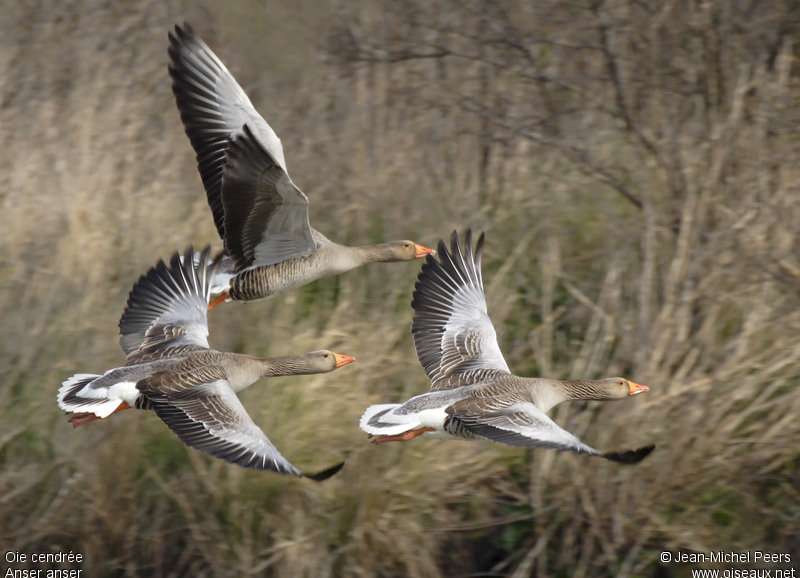 Oie cendrée
Anser anser
© Jean-Michel Peers
www.oiseaux.net